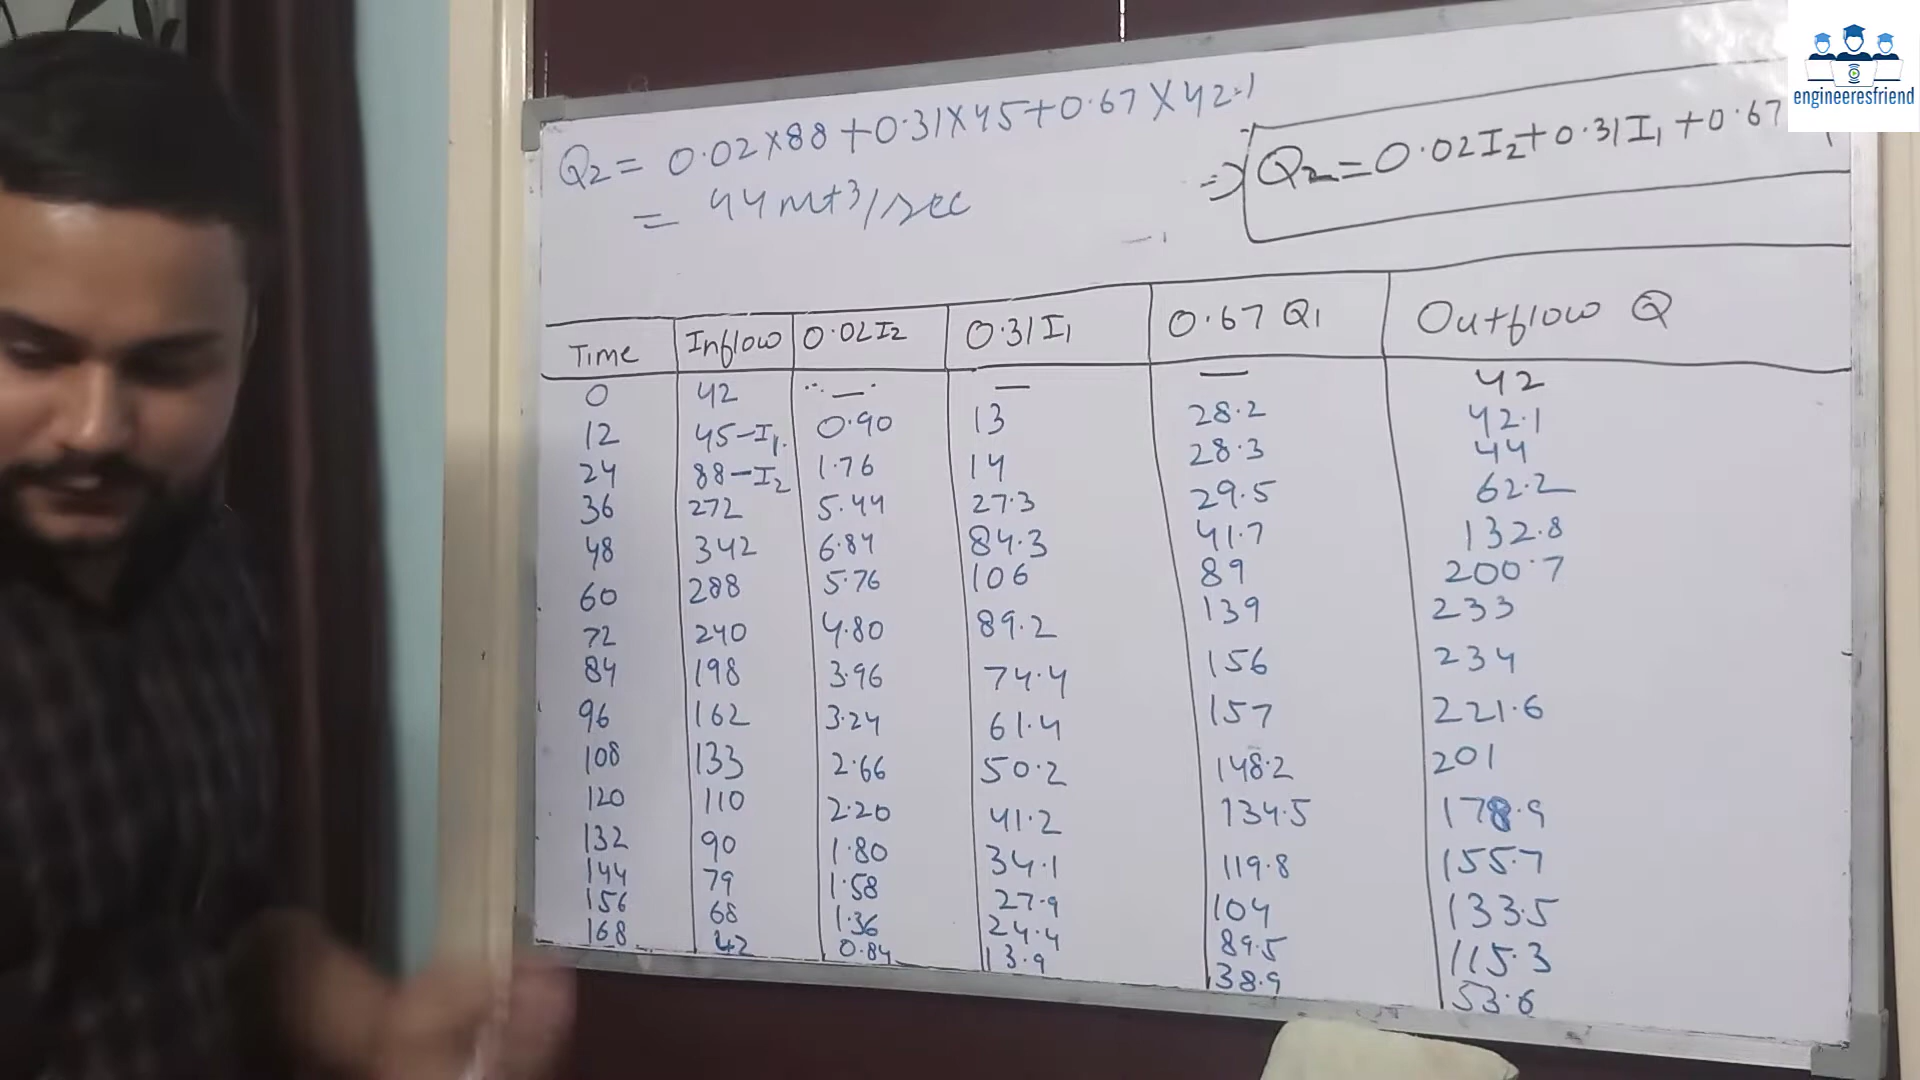 engineeresfriend
Q2 = 0.02×88+0.31×45+0.67×42.1
= 44 mt³/sec
⇒ Q2=0.02I2+0.31I1+0.67
Time Inflow 0.02I2 0.31I1 0.67 Q1 Outflow Q
0 42 — — — 42
12 45-I1 0.90 13 28.2 42.1
24 88-I2 1.76 14 28.3 44
36 272 5.44 27.3 29.5 62.2
48 342 6.84 84.3 41.7 132.8
60 288 5.76 106 89 200.7
72 240 4.80 89.2 139 233
84 198 3.96 74.4 156 234
96 162 3.24 61.4 157 221.6
108 133 2.66 50.2 148.2 201
120 110 2.20 41.2 134.5 178.9
132 90 1.80 34.1 119.8 155.7
144 79 1.58 27.9 104 133.5
156 68 1.36 24.4 89.5 115.3
168 42 0.84 13.9 38.9 53.6